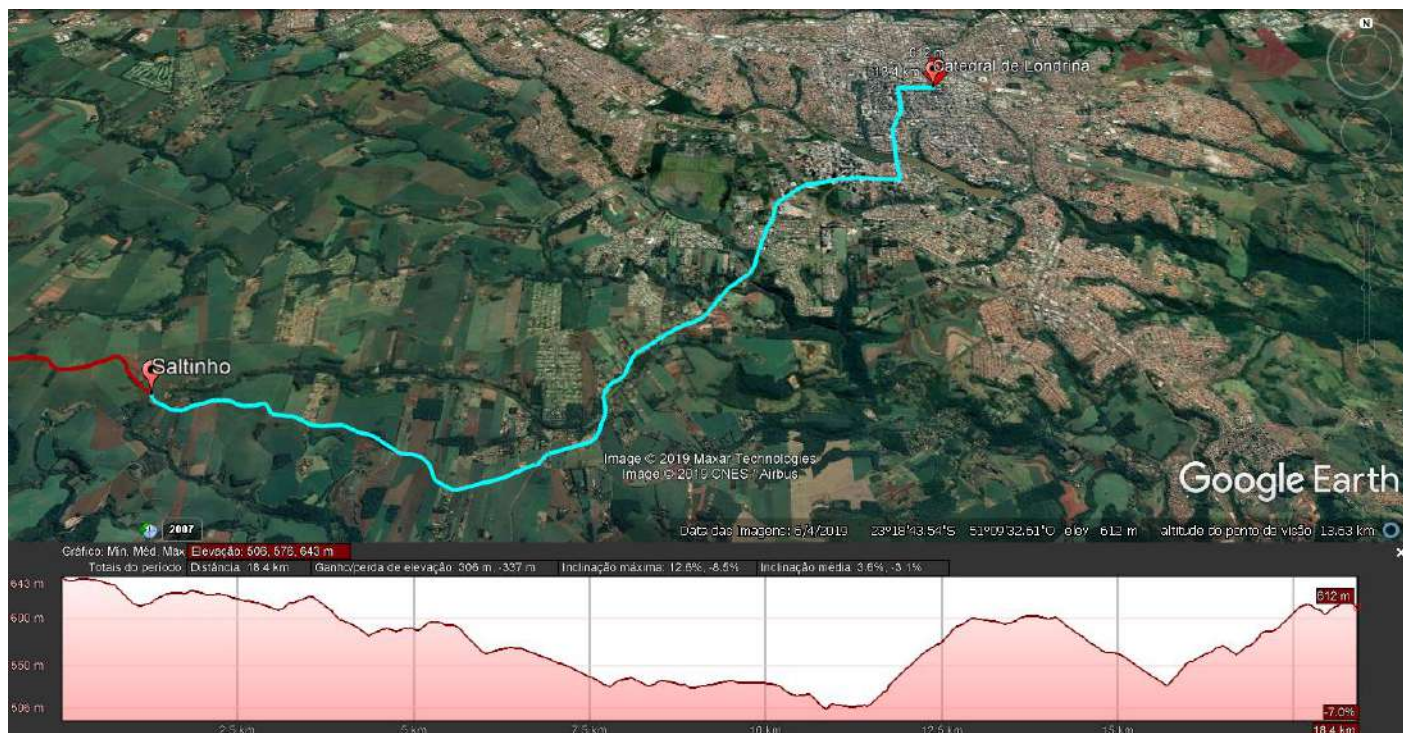 N
Catedral de Londrina
Saltinho
Image © 2019 Maxar Technologies
Image © 2019 CNES / Airbus
Google Earth
2007
Data das Imagens: 6/4/2019 23°18'43.54"S 51°09'32.61"O elev 612 m altitude do ponto de visão 13.63 km
Gráfico: Mín, Méd, Máx Elevação: 506, 576, 643 m
Totais do período Distância: 18.4 km Ganho/perda de elevação: 306 m, -337 m Inclinação máxima: 12.6%, -8.5% Inclinação média: 3.6%, -3.1%
643 m
612 m
600 m
550 m
506 m
-7.0%
2.5 km 5 km 7.5 km 10 km 12.5 km 15 km 18.4 km